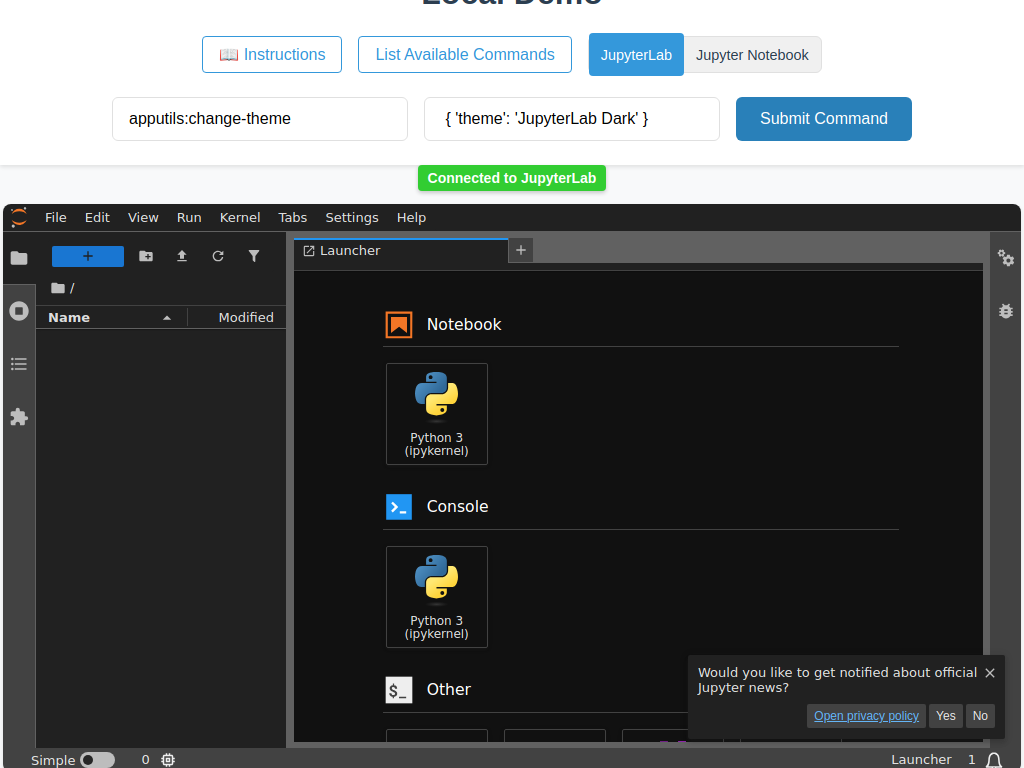 Local Demo
📖 Instructions
List Available Commands
JupyterLab
Jupyter Notebook
apputils:change-theme
{ 'theme': 'JupyterLab Dark' }
Submit Command
Connected to JupyterLab
File Edit View Run Kernel Tabs Settings Help
+
Launcher
+
/
Name
Modified
Notebook
Python 3
(ipykernel)
Console
Python 3
(ipykernel)
$_ Other
Would you like to get notified about official
Jupyter news?
Open privacy policy
Yes
No
Simple
0
Launcher
1